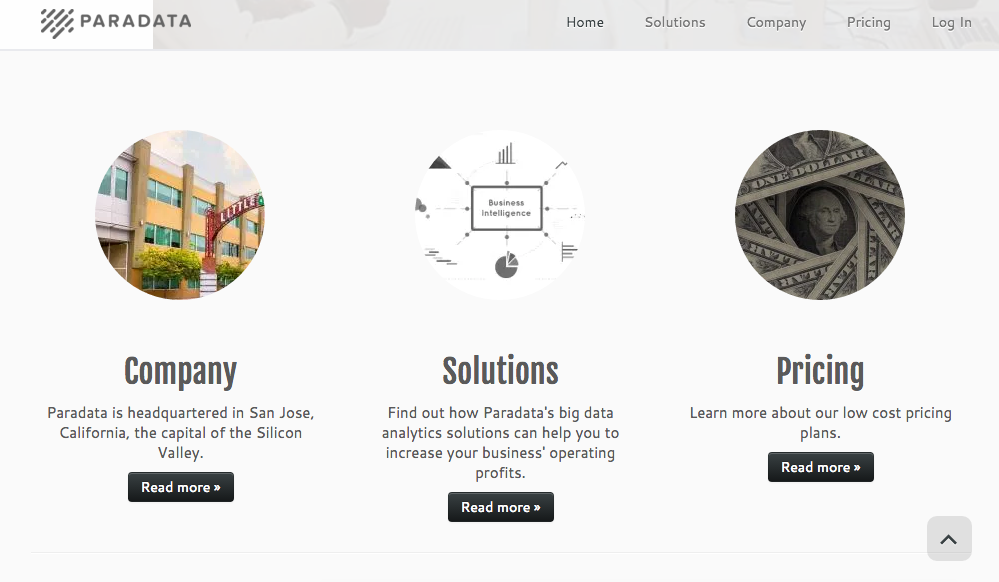 PARADATA
Home
Solutions
Company
Pricing
Log In
LITTLE
Business
Intelligence
ONE DOLLAR
Company
Paradata is headquartered in San Jose,
California, the capital of the Silicon
Valley.
Read more »
Solutions
Find out how Paradata's big data
analytics solutions can help you to
increase your business' operating
profits.
Read more »
Pricing
Learn more about our low cost pricing
plans.
Read more »